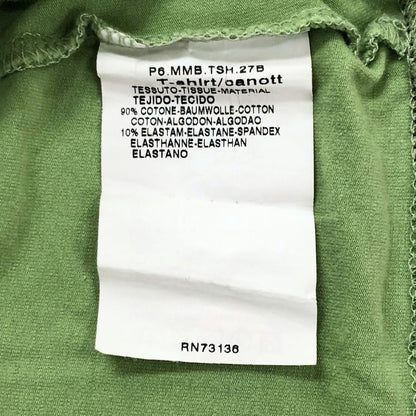 P6.MMB.TSH.27B
T-shirt/canott
TESSUTO-TISSUE-MATERIAL
TEJIDO-TECIDO
90% COTONE-BAUMWOLLE-COTTON
COTON-ALGODON-ALGODAO
10% ELASTAM-ELASTANE-SPANDEX
ELASTHANNE-ELASTHAN
ELASTANO
RN73136